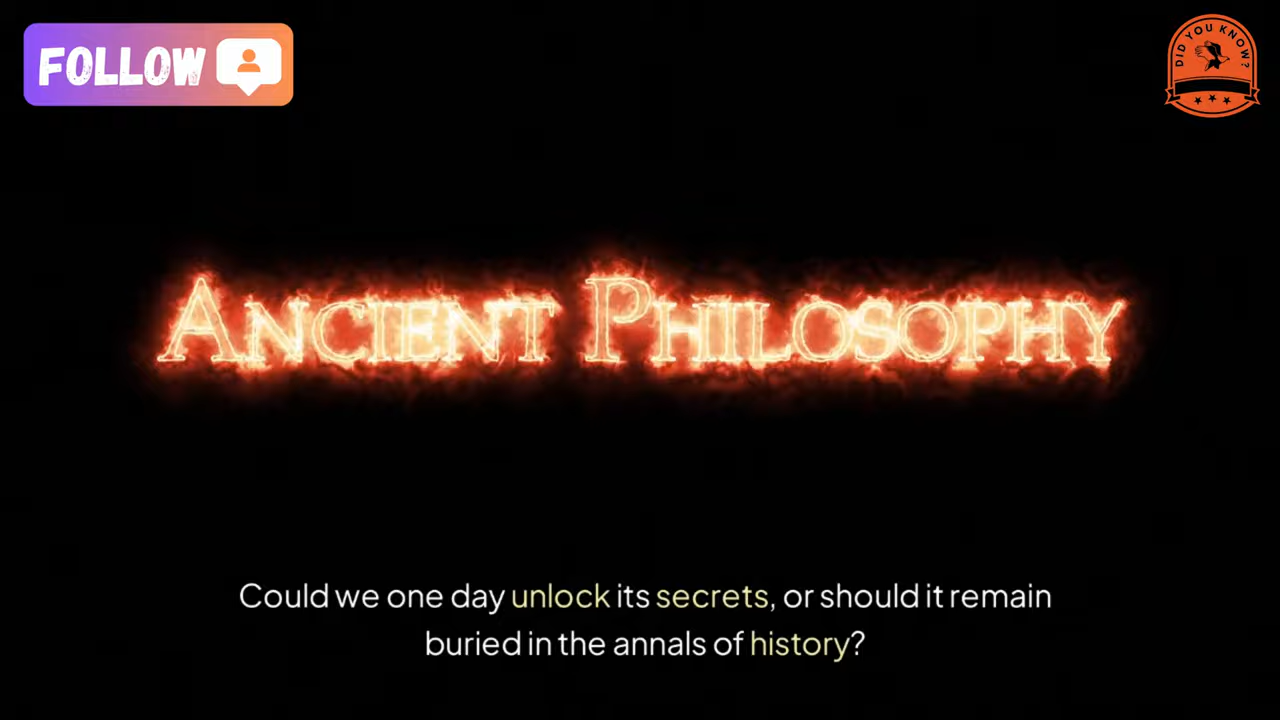 FOLLOW
DID YOU KNOW?
ANCIENT PHILOSOPHY
Could we one day unlock its secrets, or should it remain
buried in the annals of history?